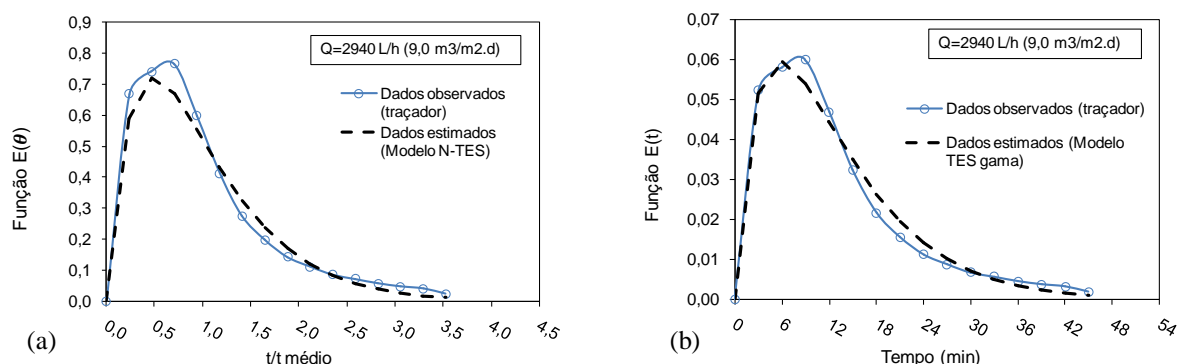 0,9
0,8
0,7
0,6
0,5
0,4
0,3
0,2
0,1
0,0
Função E(θ)
Q=2940 L/h (9,0 m3/m2.d)
Dados observados
(traçador)
Dados estimados
(Modelo N-TES)
0,0
0,5
1,0
1,5
2,0
2,5
3,0
3,5
4,0
4,5
t/t médio
(a)
0,07
0,06
0,05
0,04
0,03
0,02
0,01
0,00
Função E(t)
Q=2940 L/h (9,0 m3/m2.d)
Dados observados (traçador)
Dados estimados (Modelo
TES gama)
0
6
12
18
24
30
36
42
48
54
Tempo (min)
(b)